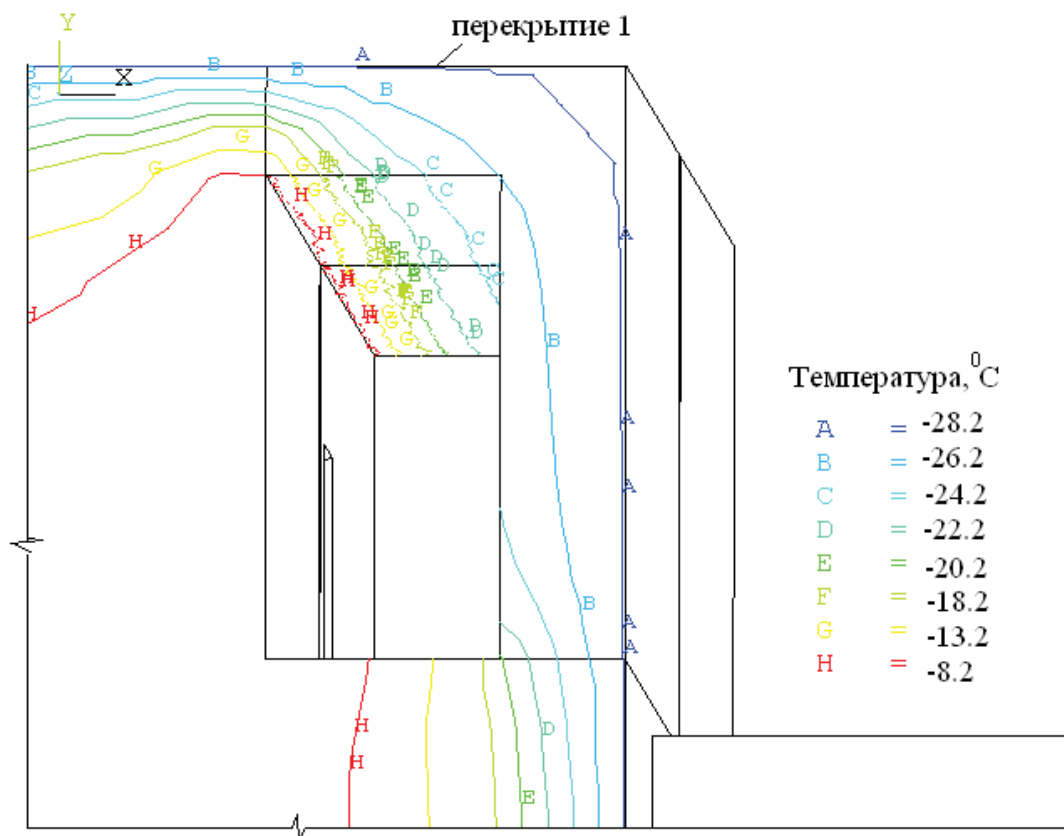 Y
перекрытие 1
A
B
B
B
Z
X
B
C
G
G
G
F
D
C
H
E
C
H
G
D
H
F
E
D
C
A
H
G
E
D
C
H
F
E
B
H
G
F
D
G
Температура, ⁰C
A = -28.2
B = -26.2
C = -24.2
D = -22.2
E = -20.2
F = -18.2
G = -13.2
H = -8.2
A
A
B
A
A
H
D
H
E